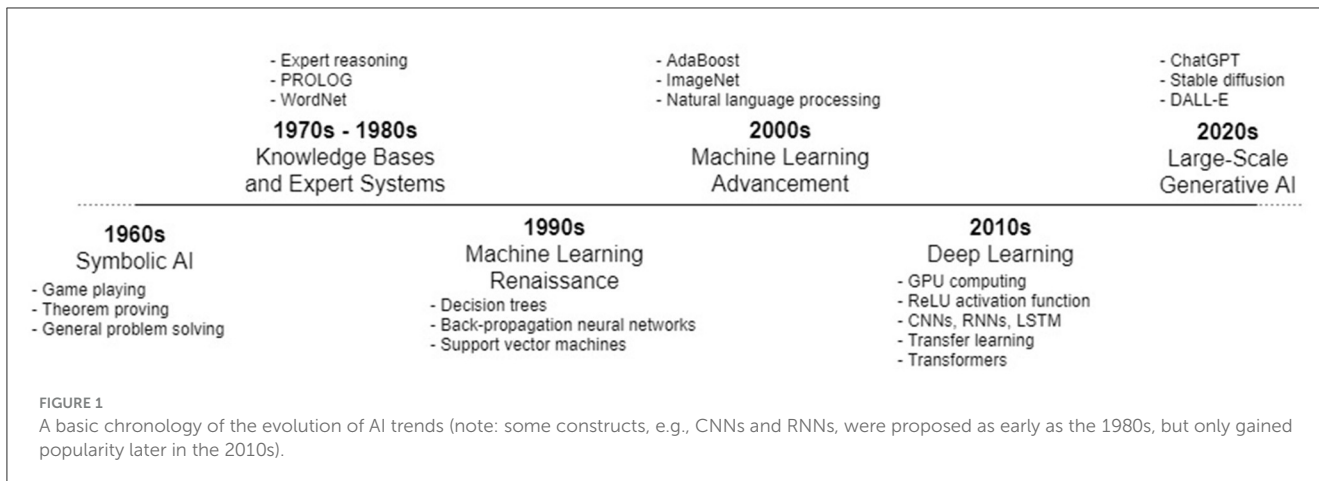 - Expert reasoning
- PROLOG
- WordNet
1970s - 1980s
Knowledge Bases
and Expert Systems
- AdaBoost
- ImageNet
- Natural language processing
2000s
Machine Learning
Advancement
- ChatGPT
- Stable diffusion
- DALL-E
2020s
Large-Scale
Generative AI
1960s
Symbolic AI
- Game playing
- Theorem proving
- General problem solving
1990s
Machine Learning
Renaissance
- Decision trees
- Back-propagation neural networks
- Support vector machines
2010s
Deep Learning
- GPU computing
- ReLU activation function
- CNNs, RNNs, LSTM
- Transfer learning
- Transformers
FIGURE 1
A basic chronology of the evolution of AI trends (note: some constructs, e.g., CNNs and RNNs, were proposed as early as the 1980s, but only gained
popularity later in the 2010s).